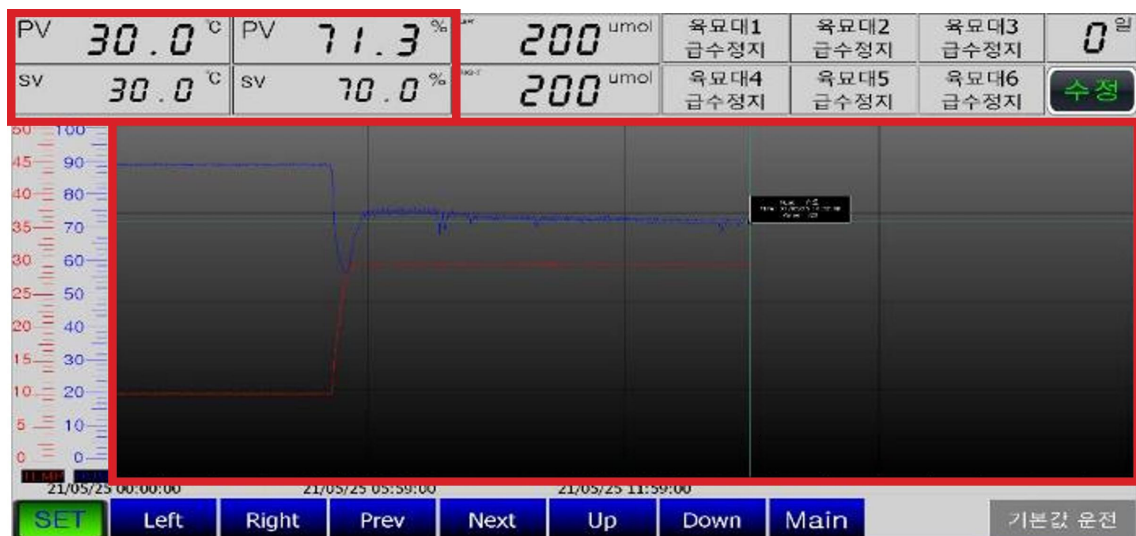 PV 30.0 ℃ PV 71.3 % 200 umol 육묘대1 육묘대2 육묘대3 0 일
급수정지 급수정지 급수정지
SV 30.0 ℃ SV 70.0 % 200 umol 육묘대4 육묘대5 육묘대6 수정
급수정지 급수정지 급수정지
50 100
45 90
40 80
35 70
30 60
25 50
20 40
15 30
10 20
5 10
0 0
TEMP
21/05/25 00:00:00 21/05/25 05:59:00 21/05/25 11:59:00
SET Left Right Prev Next Up Down Main 기본값 운전